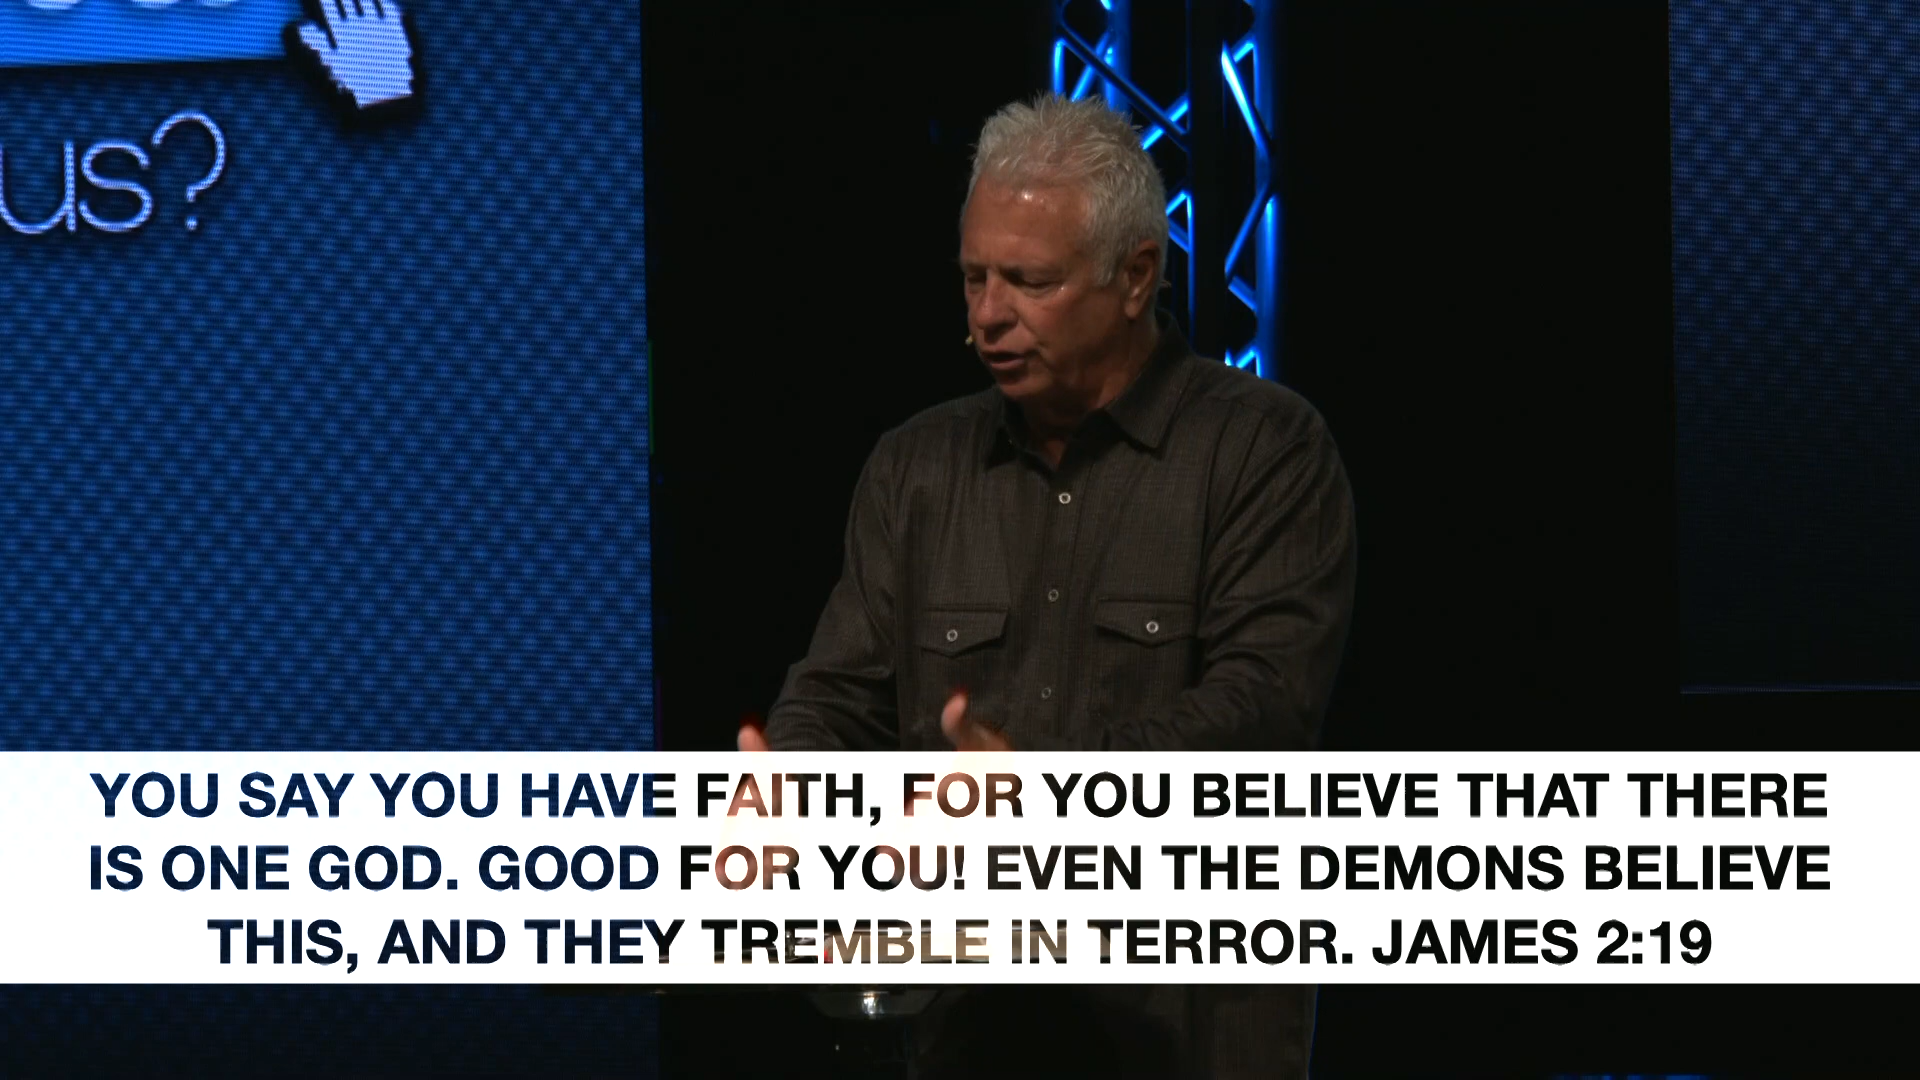 us?
YOU SAY YOU HAVE FAITH, FOR YOU BELIEVE THAT THERE
IS ONE GOD. GOOD FOR YOU! EVEN THE DEMONS BELIEVE
THIS, AND THEY TREMBLE IN TERROR. JAMES 2:19